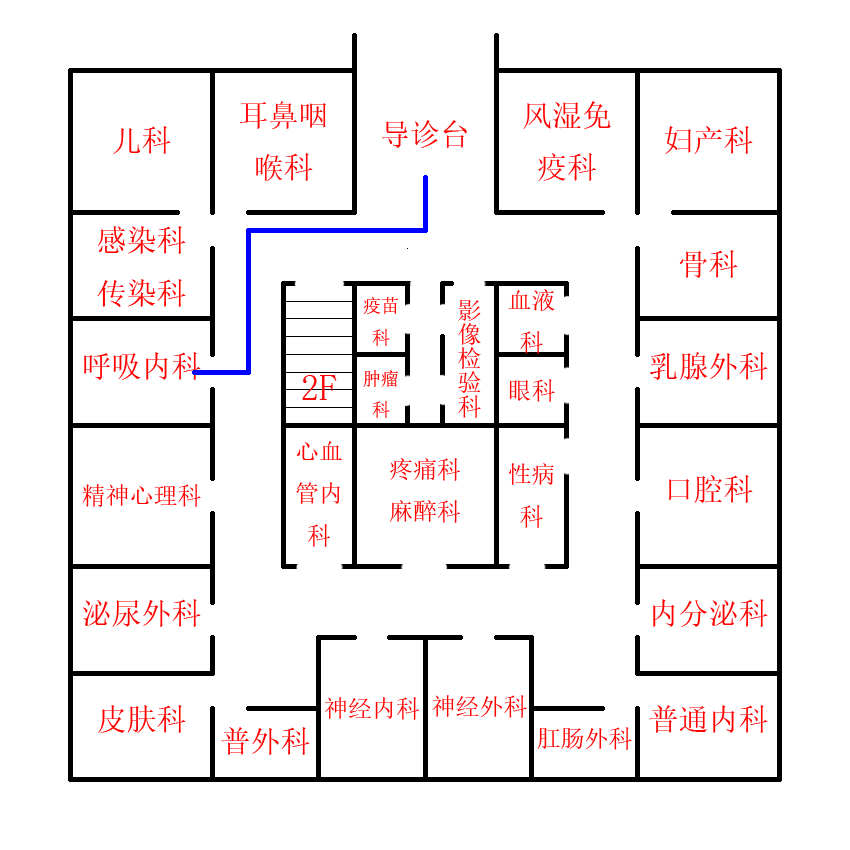 儿科
耳鼻咽
喉科
导诊台
风湿免
疫科
妇产科
感染科
传染科
骨科
疫苗
科
影
像
检
验
科
血液
科
呼吸内科
2F
肿瘤
科
眼科
乳腺外科
心血
管内
科
疼痛科
麻醉科
性病
科
精神心理科
口腔科
泌尿外科
内分泌科
皮肤科
普外科
神经内科
神经外科
肛肠外科
普通内科